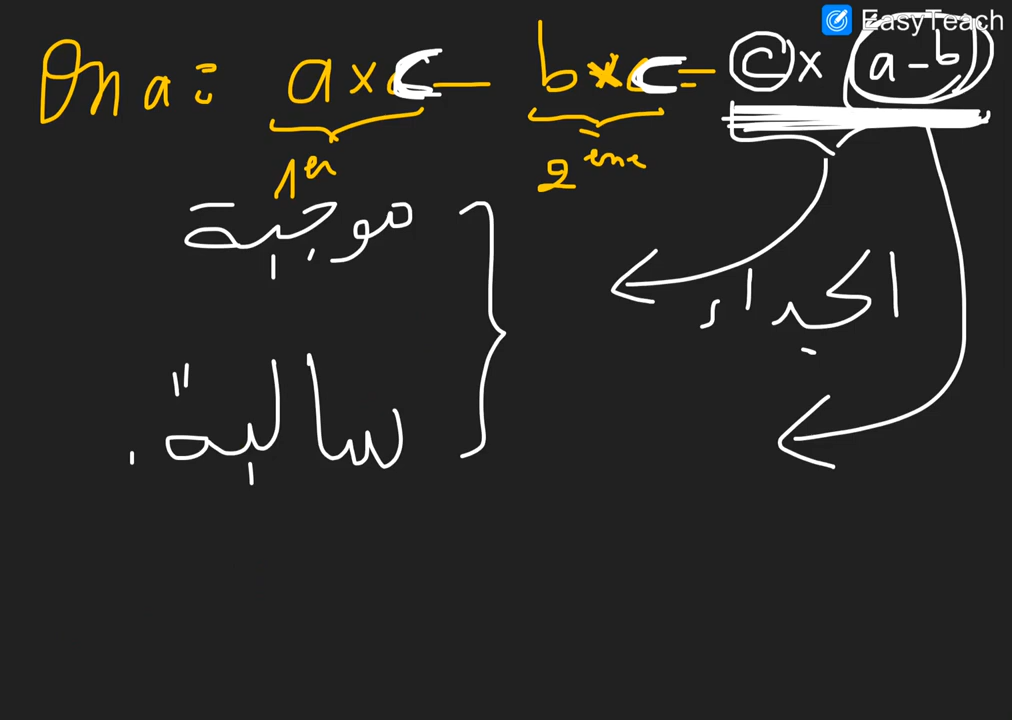 EasyTeach
On a : a × c - b × c = c × (a - b)
1er
2ème
موجبة
الجداء
سالبة.